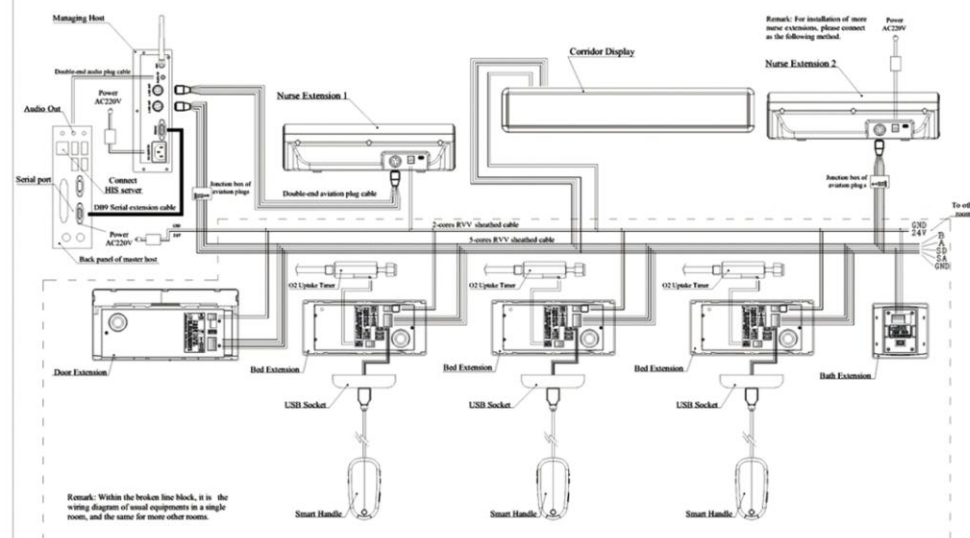 Managing Host
Remark: For installation of more
nurse extensions, please connect
as the following method.
Power
AC220V
Corridor Display
Nurse Extension 2
Double-end audio plug cable
Power
AC220V
Nurse Extension 1
Audio Out
Connect
HIS server
Serial port
Junction box of
aviation plugs
Double-end aviation plug cable
Junction box of
aviation plugs
DB9 Serial extension cable
Power
AC220V
GND
24V
2-cores RVV sheathed cable
GND
24V
To oth
room
5-cores RVV sheathed cable
B
A
SD
SA
GND
Back panel of master host
O2 Uptake Timer
O2 Uptake Timer
O2 Uptake Timer
Door Extension
Bed Extension
Bed Extension
Bed Extension
Bath Extension
USB Socket
USB Socket
USB Socket
Remark: Within the broken line block, it is the
wiring diagram of usual equipments in a single
room, and the same for more other rooms.
Smart Handle
Smart Handle
Smart Handle